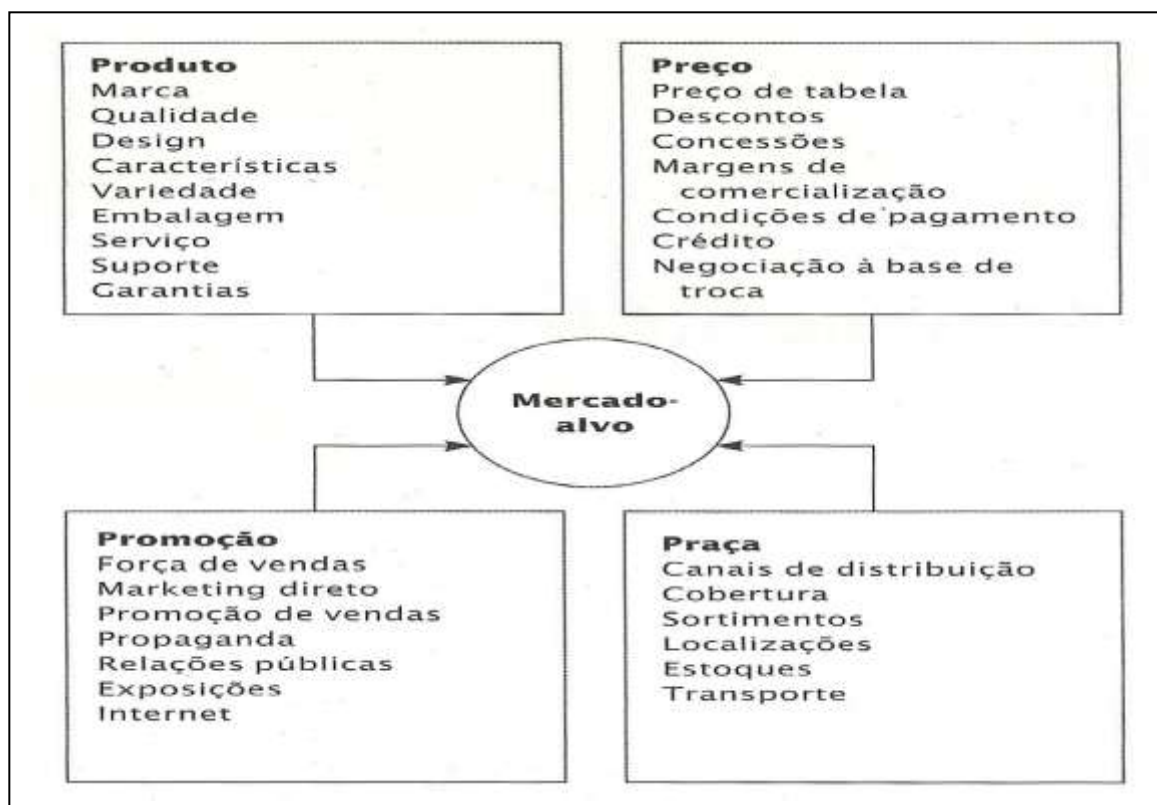 Produto
Marca
Qualidade
Design
Características
Variedade
Embalagem
Serviço
Suporte
Garantias
Preço
Preço de tabela
Descontos
Concessões
Margens de
comercialização
Condições de pagamento
Crédito
Negociação à base de
troca
Mercado-
alvo
Promoção
Força de vendas
Marketing direto
Promoção de vendas
Propaganda
Relações públicas
Exposições
Internet
Praça
Canais de distribuição
Cobertura
Sortimentos
Localizações
Estoques
Transporte